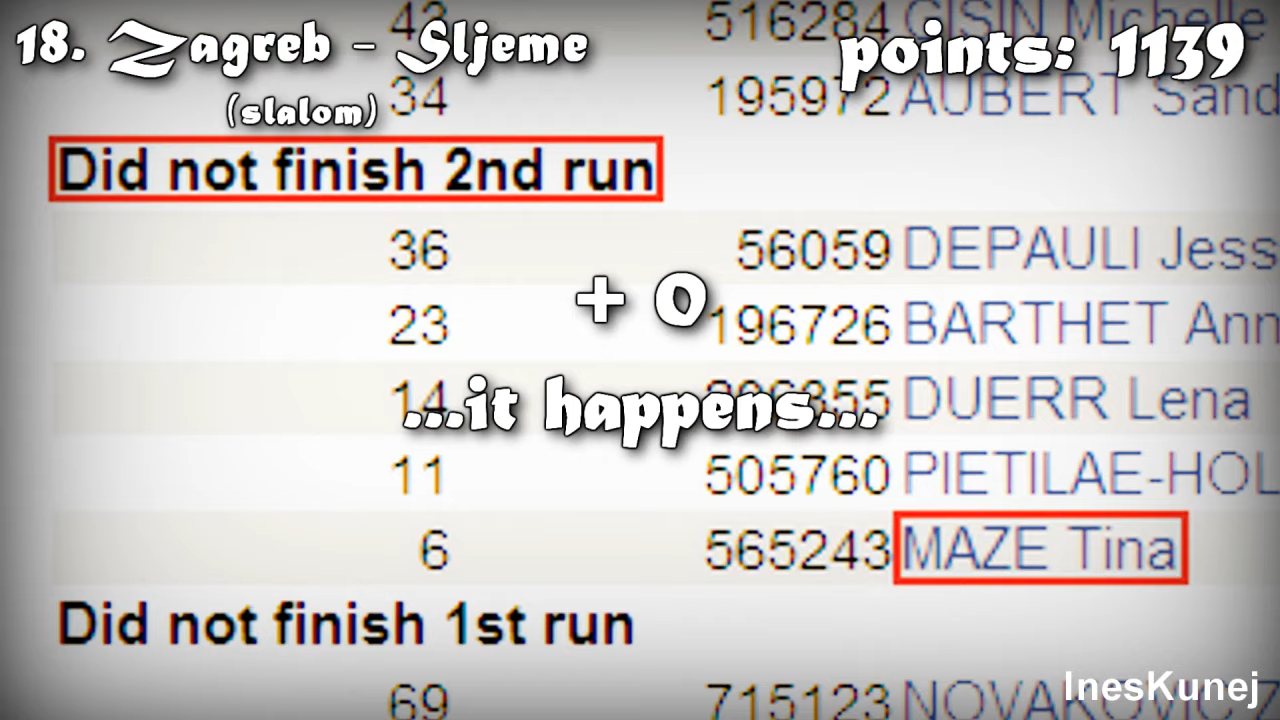 42 516284 GISIN Michelle
18. Zagreb - Sljeme points: 1139
(slalom) 34 195972 AUBERT Sand
Did not finish 2nd run
36 56059 DEPAULI Jess
+ 0
23 196726 BARTHET Ann
14 DUERR Lena
...it happens...
11 505760 PIETILAE-HOL
6 565243 MAZE Tina
Did not finish 1st run
69 715123
InesKunej